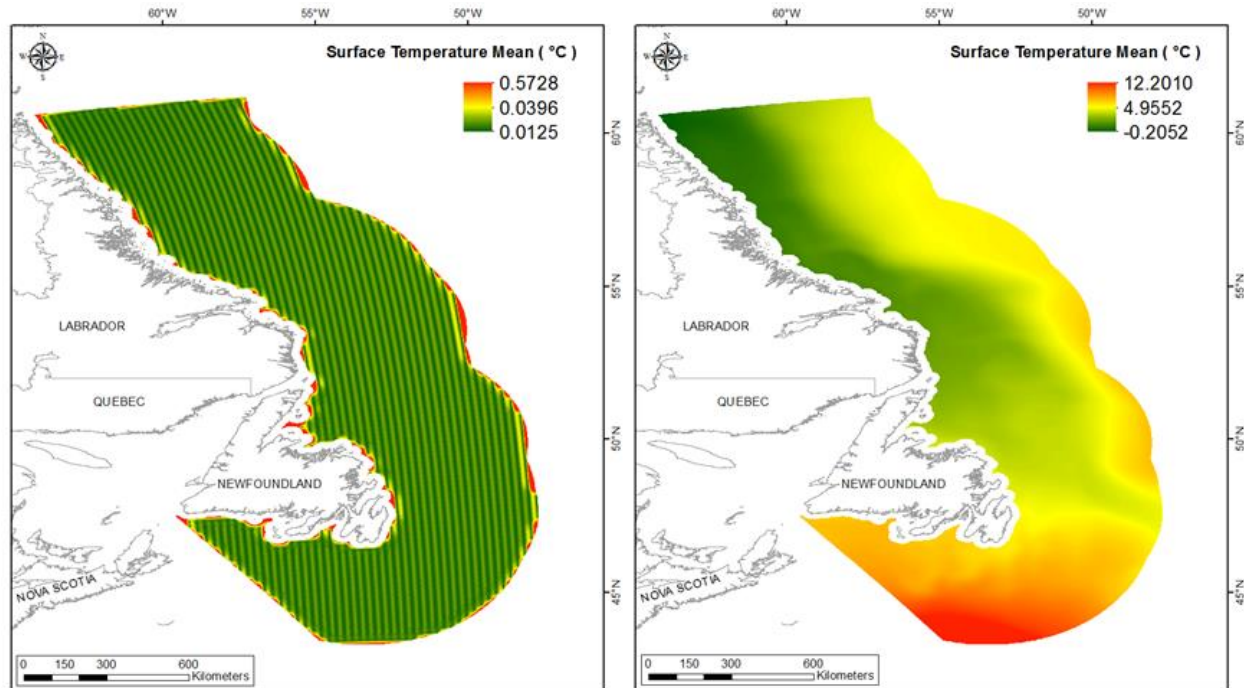 60°W 55°W 50°W
N
W E
S
Surface Temperature Mean ( °C )
0.5728
0.0396
0.0125
60°N
55°N
50°N
45°N
LABRADOR
QUEBEC
NEWFOUNDLAND
NOVA SCOTIA
0 150 300 600
Kilometers
60°W 55°W 50°W
N
W E
S
Surface Temperature Mean ( °C )
12.2010
4.9552
-0.2052
60°N
55°N
50°N
45°N
LABRADOR
QUEBEC
NEWFOUNDLAND
NOVA SCOTIA
0 150 300 600
Kilometers